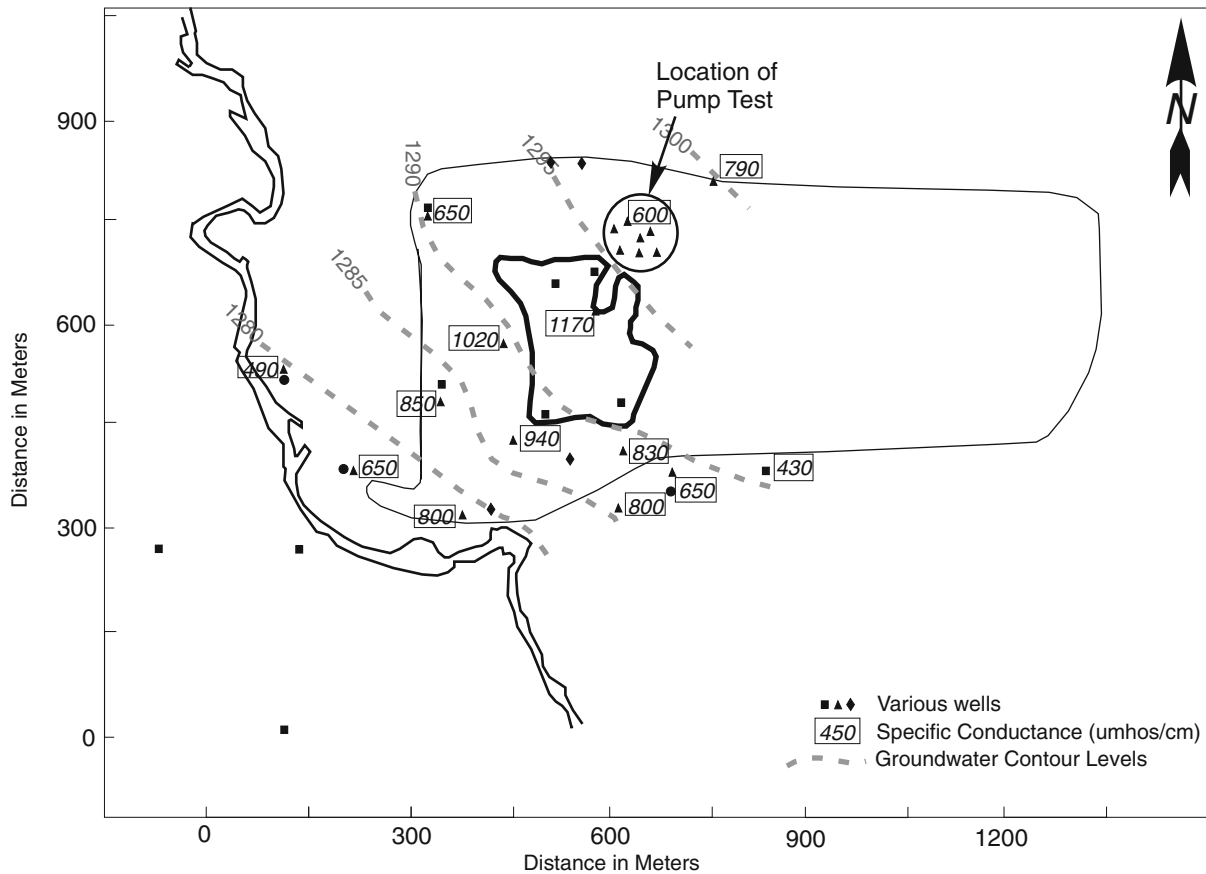 Location of
Pump Test
N
900
1300
790
1290
1295
650
600
1285
600
1280
1170
1020
490
850
940
830
650
430
650
800
800
300
Distance in Meters
Various wells
450 Specific Conductance (umhos/cm)
Groundwater Contour Levels
0
0 300 600 900 1200
Distance in Meters